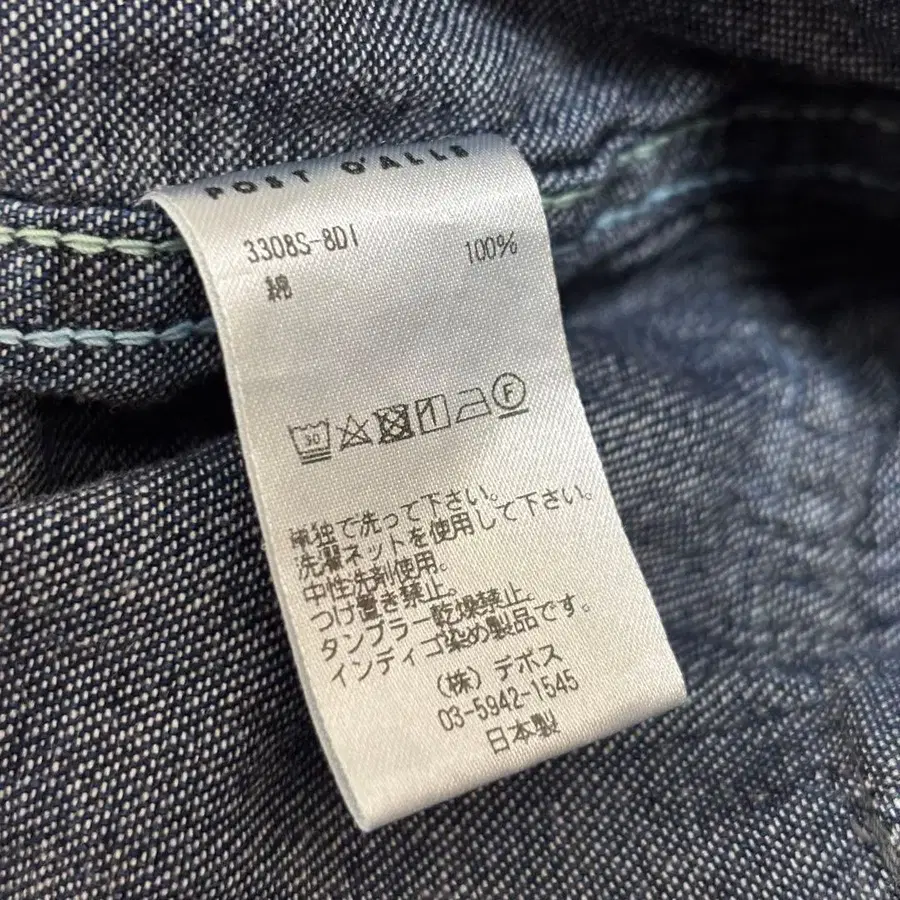 POST O'ALLS
3308S-8DI
綿 100%
30 F
単独で洗って下さい。
洗濯ネットを使用して下さい。
中性洗剤使用。
つけ置き禁止。
タンブラー乾燥禁止。
インディゴ染め製品です。
(株) デポス
03-5942-1545
日本製